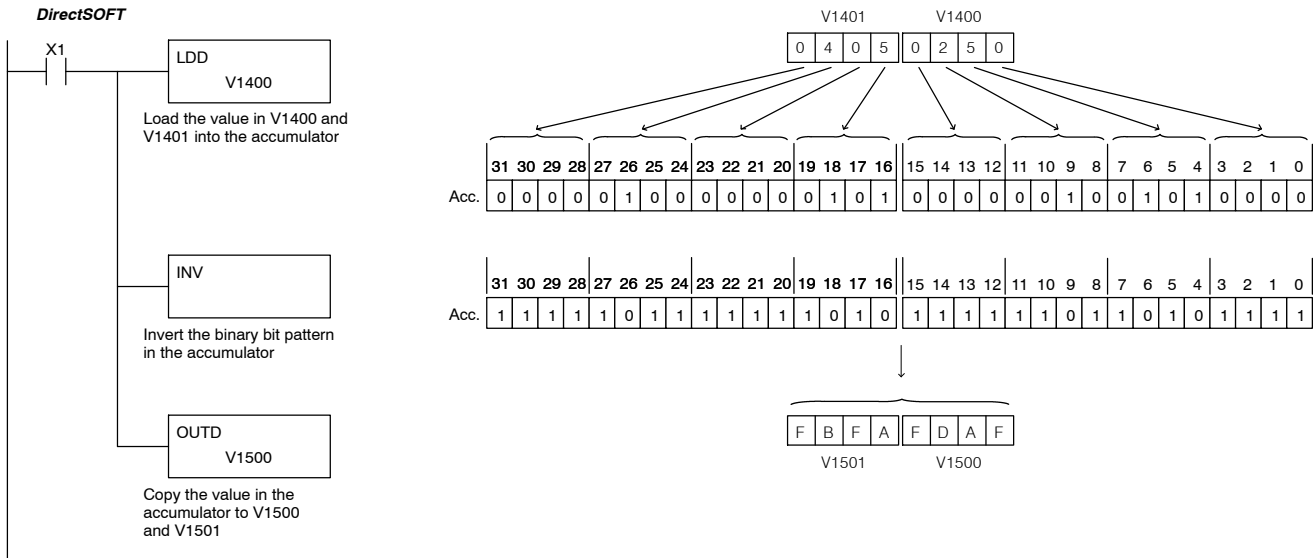 DirectSOFT
X1
LDD
V1400
Load the value in V1400 and
V1401 into the accumulator
INV
Invert the binary bit pattern
in the accumulator
OUTD
V1500
Copy the value in the
accumulator to V1500
and V1501
V1401 V1400
0 4 0 5 0 2 5 0
31 30 29 28 27 26 25 24 23 22 21 20 19 18 17 16 15 14 13 12 11 10 9 8 7 6 5 4 3 2 1 0
Acc. 0 0 0 0 0 1 0 0 0 0 0 0 0 1 0 1 0 0 0 0 0 0 1 0 0 1 0 1 0 0 0 0
31 30 29 28 27 26 25 24 23 22 21 20 19 18 17 16 15 14 13 12 11 10 9 8 7 6 5 4 3 2 1 0
Acc. 1 1 1 1 1 0 1 1 1 1 1 1 1 0 1 0 1 1 1 1 1 1 0 1 1 0 1 0 1 1 1 1
F B F A F D A F
V1501 V1500